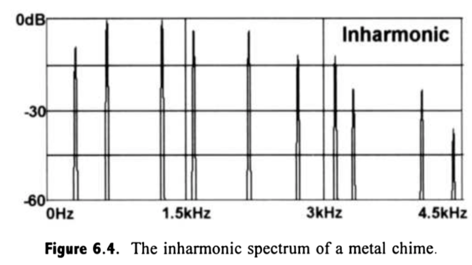 0dB
Inharmonic
-30
-60
0Hz 1.5kHz 3kHz 4.5kHz
Figure 6.4. The inharmonic spectrum of a metal chime.